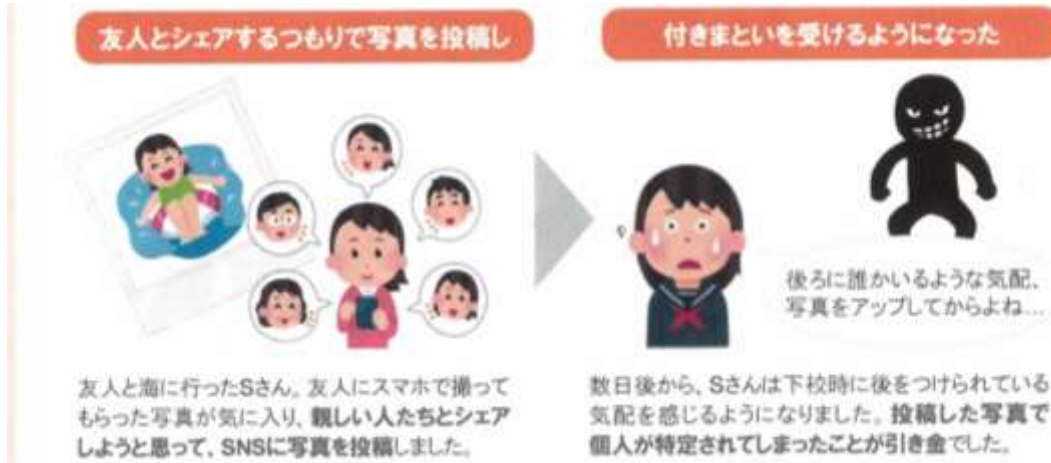 友人とシェアするつもりで写真を投稿し
友人と海に行ったSさん。友人にスマホで撮って
もらった写真が気に入り、親しい人たちとシェア
しようと思って、SNSに写真を投稿しました。
付きまといを受けるようになった
後ろに誰かいるような気配、
写真をアップしてからよね…
数日後から、Sさんは下校時に後をつけられている
気配を感じるようになりました。投稿した写真で
個人が特定されてしまったことが引き金でした。